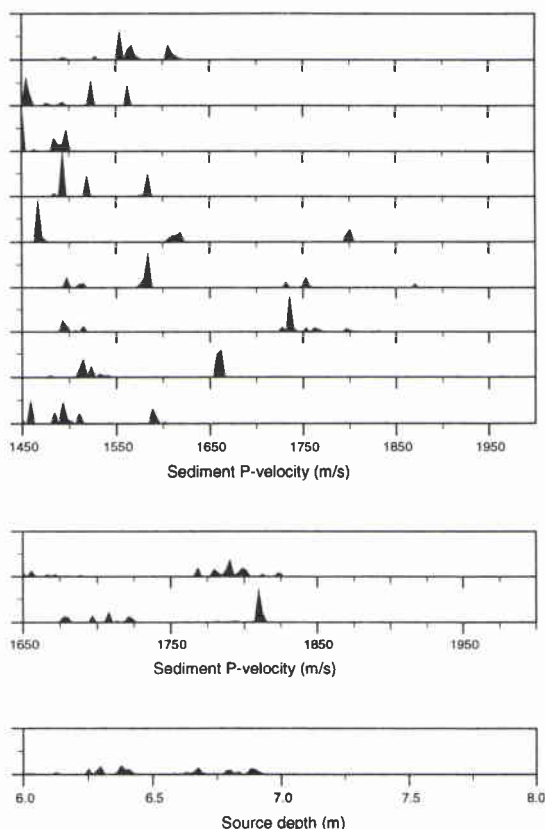 1450 1550 1650 1750 1850 1950
Sediment P-velocity (m/s)
1650 1750 1850 1950
Sediment P-velocity (m/s)
6.0 6.5 7.0 7.5 8.0
Source depth (m)